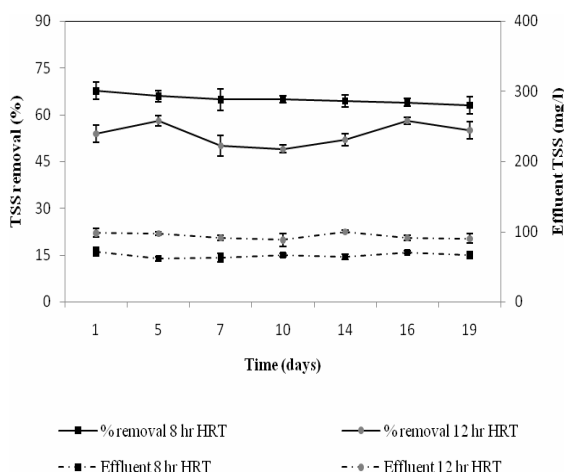 90
75
60
45
30
15
0
TSS removal (%)
400
300
200
100
0
Effluent TSS (mg/l)
1 5 7 10 14 16 19
Time (days)
% removal 8 hr HRT
% removal 12 hr HRT
Effluent 8 hr HRT
Effluent 12 hr HRT